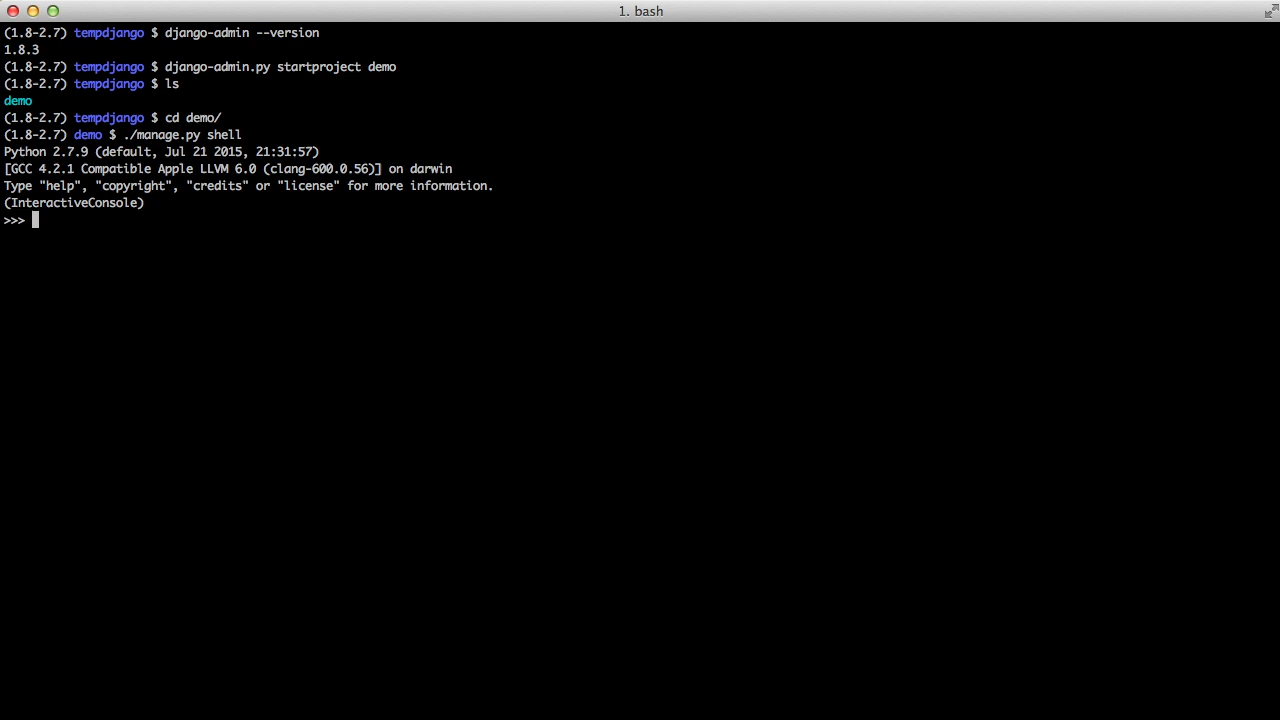 1. bash
(1.8-2.7) tempdjango $ django-admin --version
1.8.3
(1.8-2.7) tempdjango $ django-admin.py startproject demo
(1.8-2.7) tempdjango $ ls
demo
(1.8-2.7) tempdjango $ cd demo/
(1.8-2.7) demo $ ./manage.py shell
Python 2.7.9 (default, Jul 21 2015, 21:31:57)
[GCC 4.2.1 Compatible Apple LLVM 6.0 (clang-600.0.56)] on darwin
Type "help", "copyright", "credits" or "license" for more information.
(InteractiveConsole)
>>>